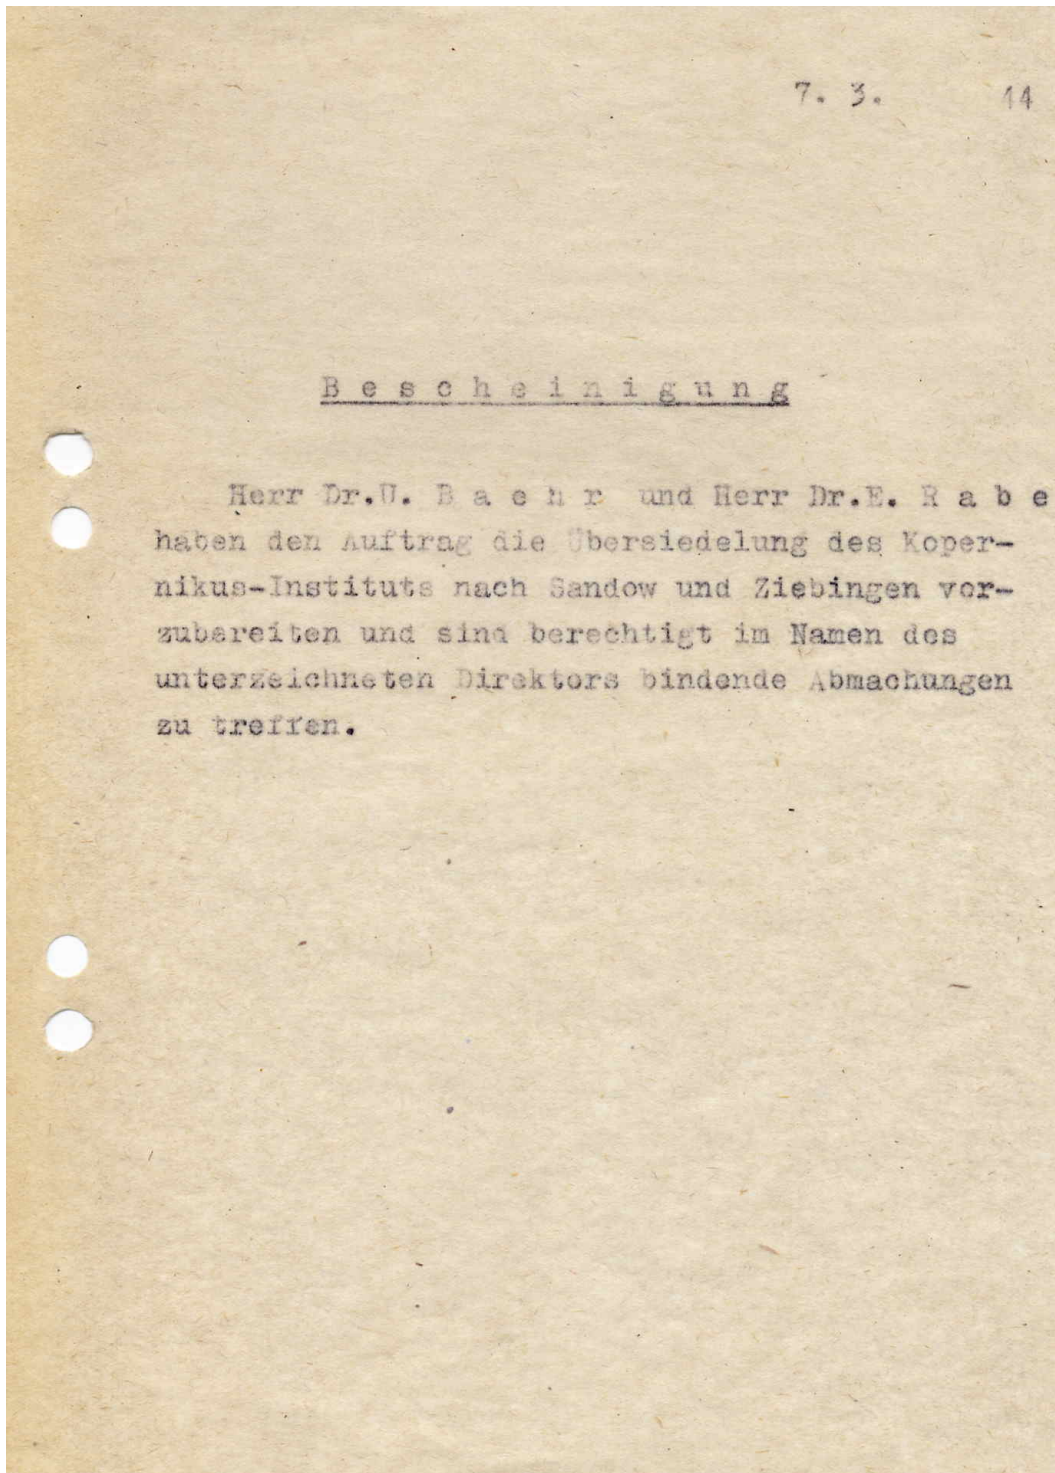 7. 3. 44
B e s c h e i n i g u n g
Herr Dr.U. B a e h r und Herr Dr.E. R a b e
haben den Auftrag die Übersiedelung des Koper-
nikus-Instituts nach Sandow und Ziebingen vor-
zubereiten und sind berechtigt im Namen des
unterzeichneten Direktors bindende Abmachungen
zu treffen.